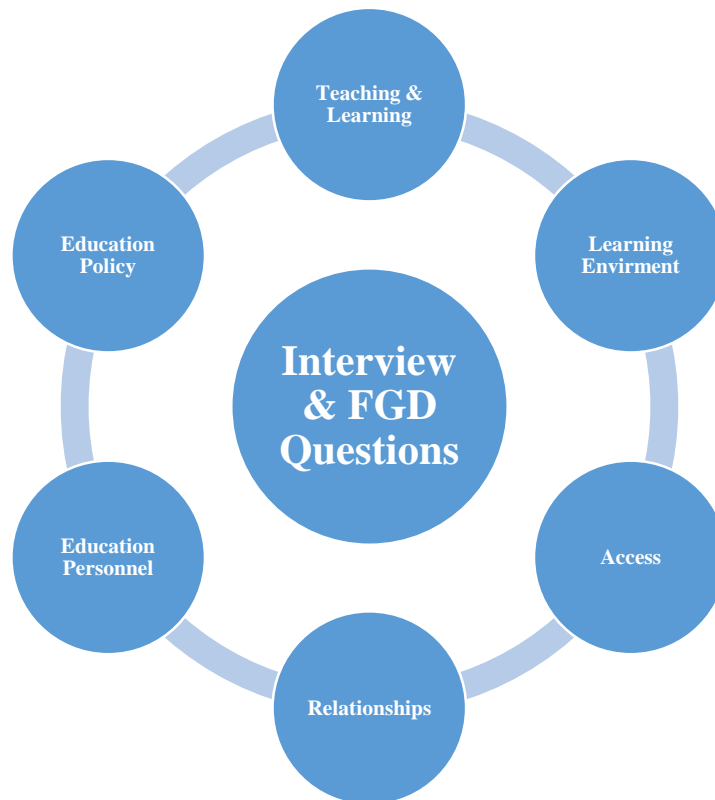 Teaching &
Learning
Education
Policy
Learning
Envirment
Interview
& FGD
Questions
Education
Personnel
Access
Relationships